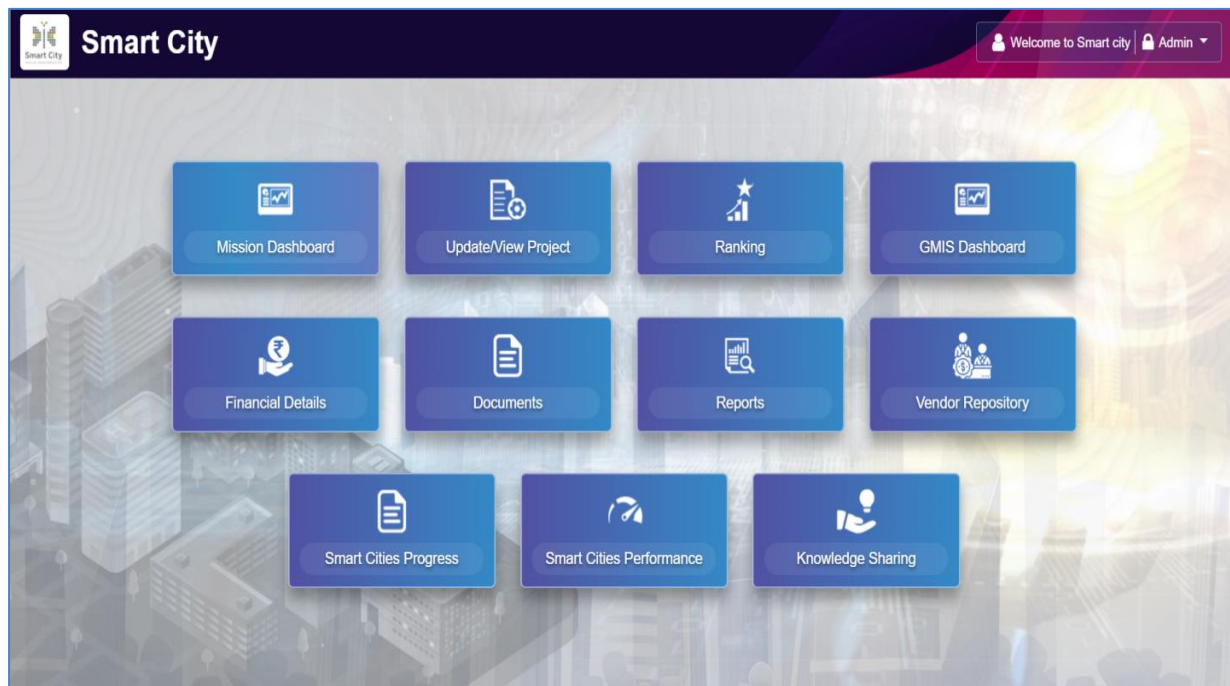 Smart City
Smart City
Welcome to Smart city
Admin
Mission Dashboard
Update/View Project
Ranking
GMIS Dashboard
Financial Details
Documents
Reports
Vendor Repository
Smart Cities Progress
Smart Cities Performance
Knowledge Sharing